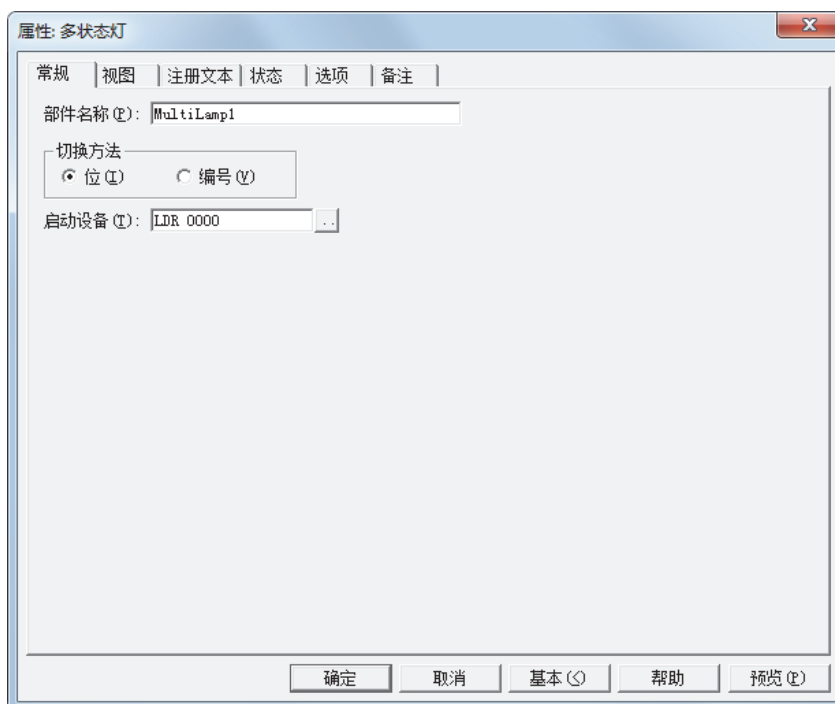 属性: 多状态灯
常规 视图 注册文本 状态 选项 备注
部件名称(P): MultiLamp1
切换方法
位(I) 编号(V)
启动设备(T): LDR 0000 ..
确定 取消 基本(<) 帮助 预览(P)